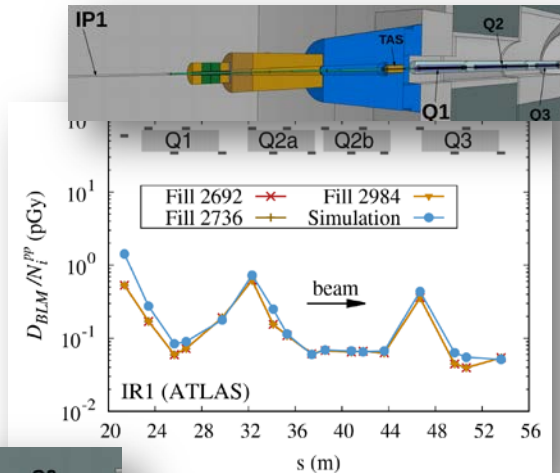 IP1
TAS
Q2
Q1
Q3
Q1 Q2a Q2b Q3
10¹
10⁰
10⁻¹
10⁻²
D_BLM/N_i^pp (pGy)
Fill 2692 Fill 2984
Fill 2736 Simulation
beam
IR1 (ATLAS)
20 24 28 32 36 40 44 48 52 56
s (m)